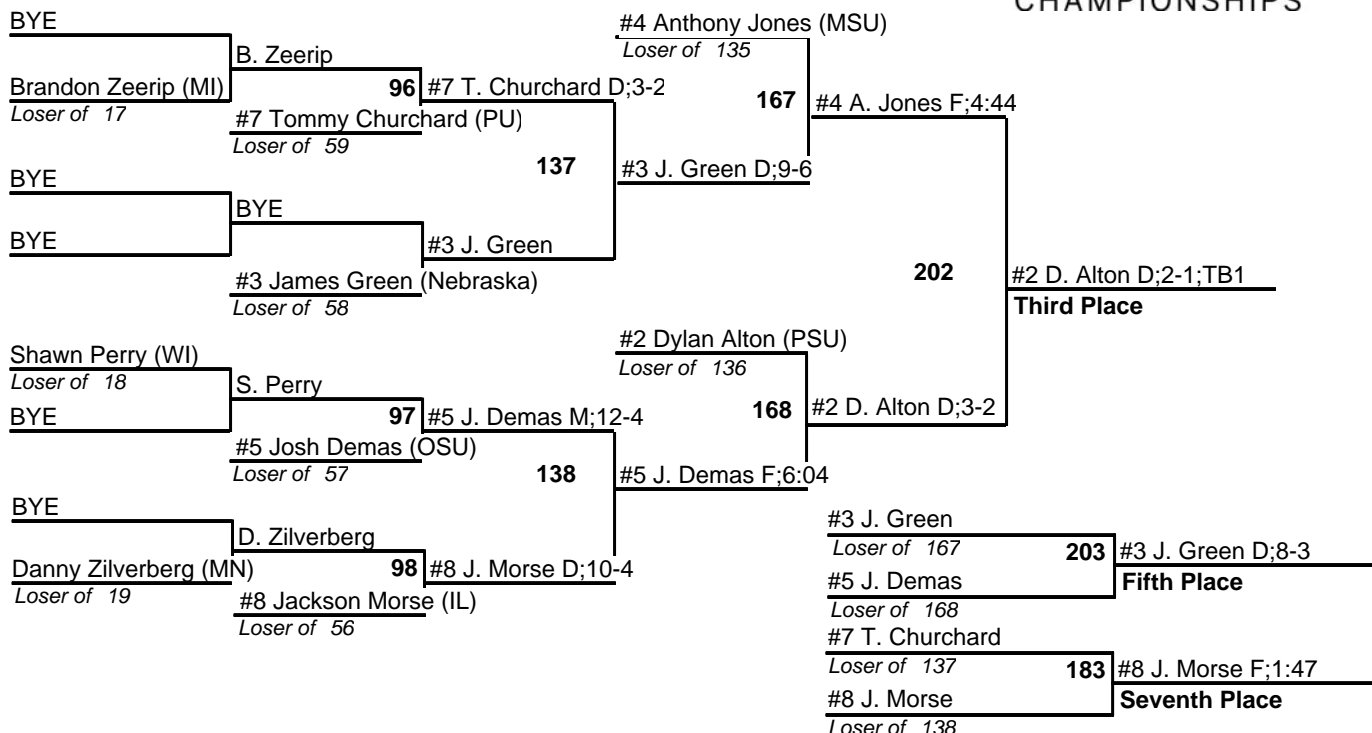 CHAMPIONSHIPS
BYE
B. Zeerip
Brandon Zeerip (MI)
Loser of 17
96
#7 T. Churchard D;3-2
#7 Tommy Churchard (PU)
Loser of 59
137
BYE
BYE
BYE
#3 J. Green
#3 James Green (Nebraska)
Loser of 58
#4 Anthony Jones (MSU)
Loser of 135
167
#4 A. Jones F;4:44
#3 J. Green D;9-6
202
#2 D. Alton D;2-1;TB1
Third Place
Shawn Perry (WI)
Loser of 18
S. Perry
BYE
97
#5 J. Demas M;12-4
#5 Josh Demas (OSU)
Loser of 57
138
BYE
D. Zilverberg
Danny Zilverberg (MN)
Loser of 19
98
#8 J. Morse D;10-4
#8 Jackson Morse (IL)
Loser of 56
#2 Dylan Alton (PSU)
Loser of 136
168
#2 D. Alton D;3-2
#5 J. Demas F;6:04
#3 J. Green
Loser of 167
203
#3 J. Green D;8-3
#5 J. Demas
Fifth Place
Loser of 168
#7 T. Churchard
Loser of 137
183
#8 J. Morse F;1:47
#8 J. Morse
Seventh Place
Loser of 138